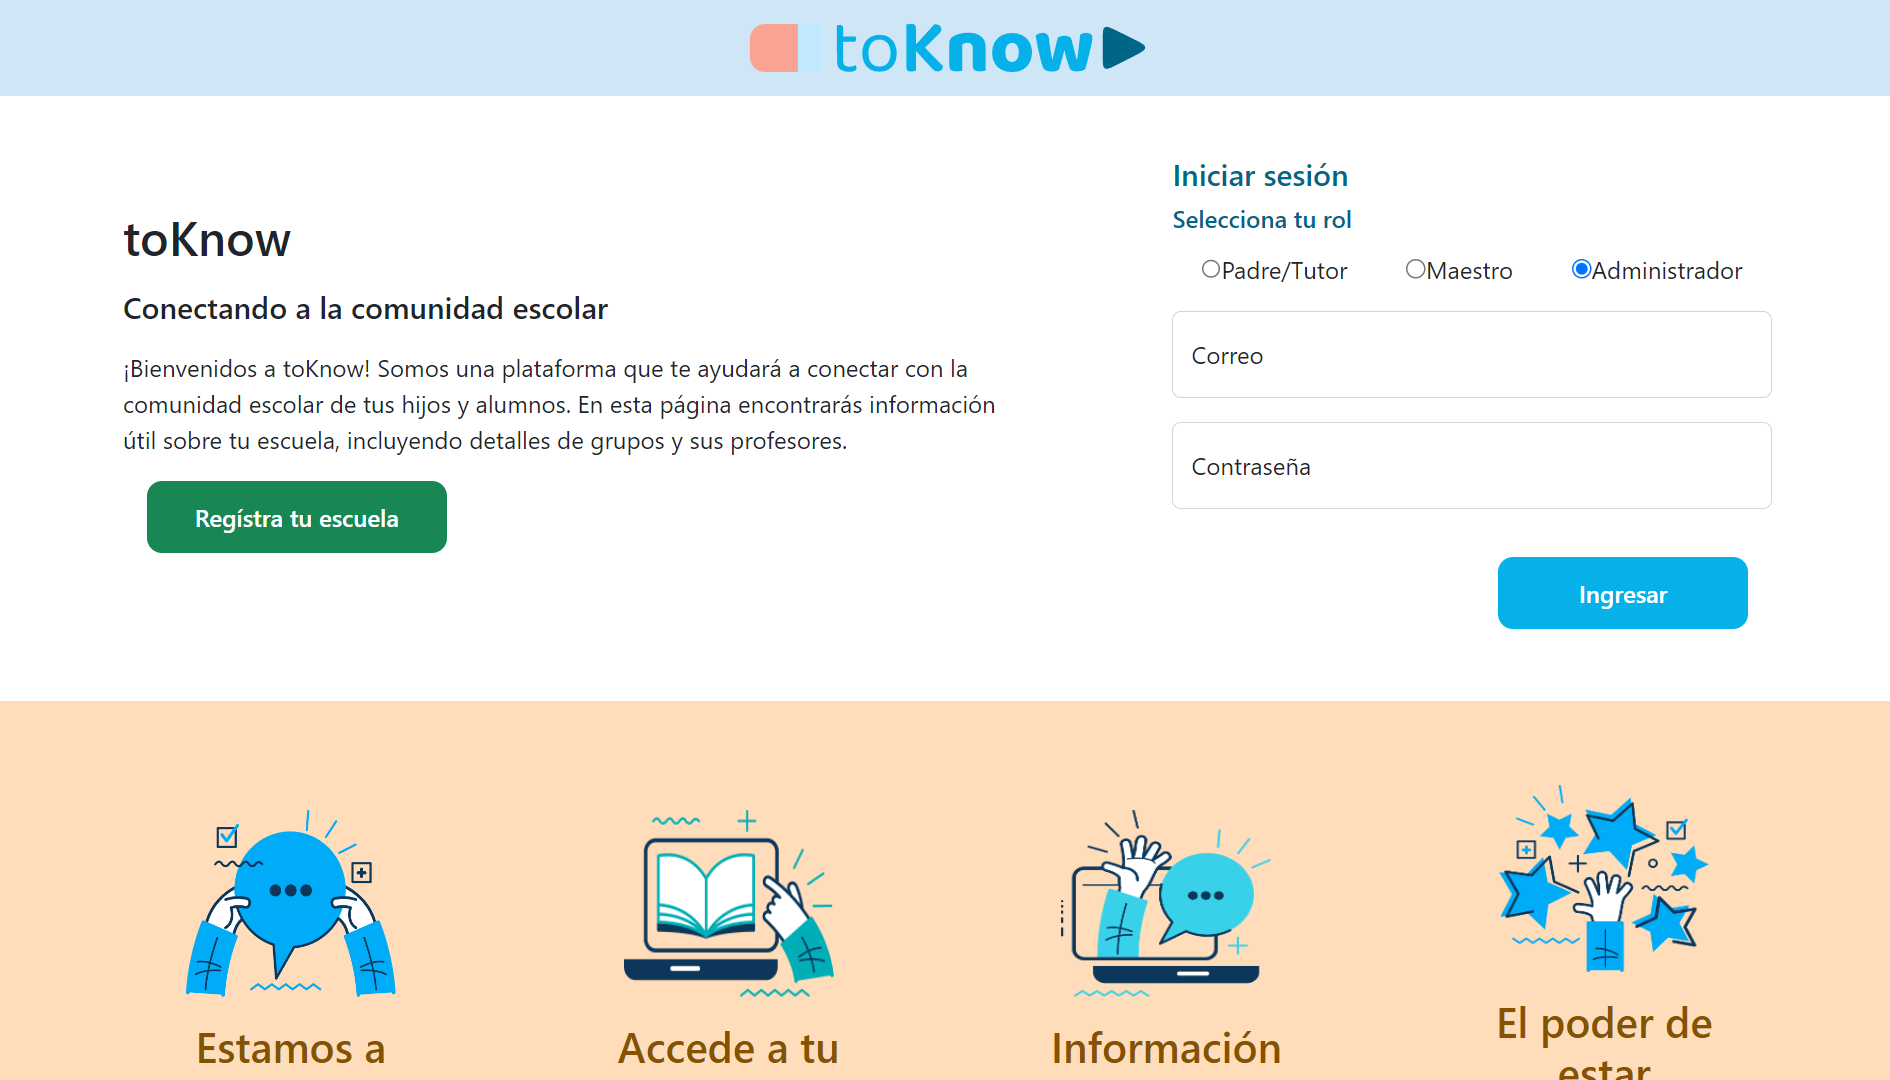 toKnow
toKnow
Conectando a la comunidad escolar
¡Bienvenidos a toKnow! Somos una plataforma que te ayudará a conectar con la
comunidad escolar de tus hijos y alumnos. En esta página encontrarás información
útil sobre tu escuela, incluyendo detalles de grupos y sus profesores.
Regístra tu escuela
Iniciar sesión
Selecciona tu rol
Padre/Tutor Maestro Administrador
Correo
Contraseña
Ingresar
Estamos a
Accede a tu
Información
El poder de
estar